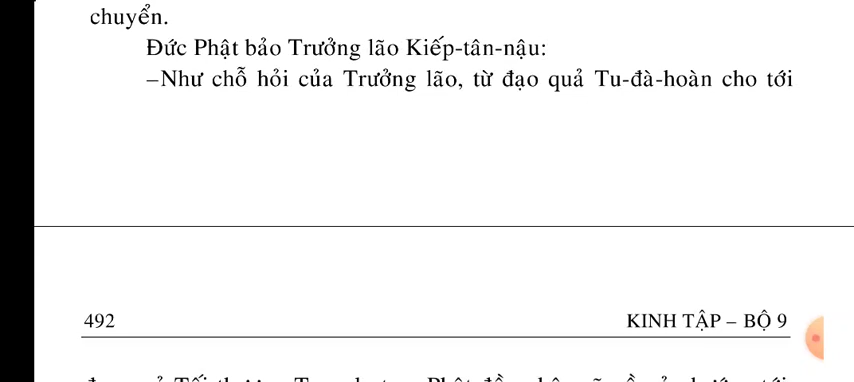 chuyển.
Đức Phật bảo Trưởng lão Kiếp-tân-nậu:
–Như chỗ hỏi của Trưởng lão, từ đạo quả Tu-đà-hoàn cho tới
492
KINH TẬP – BỘ 9